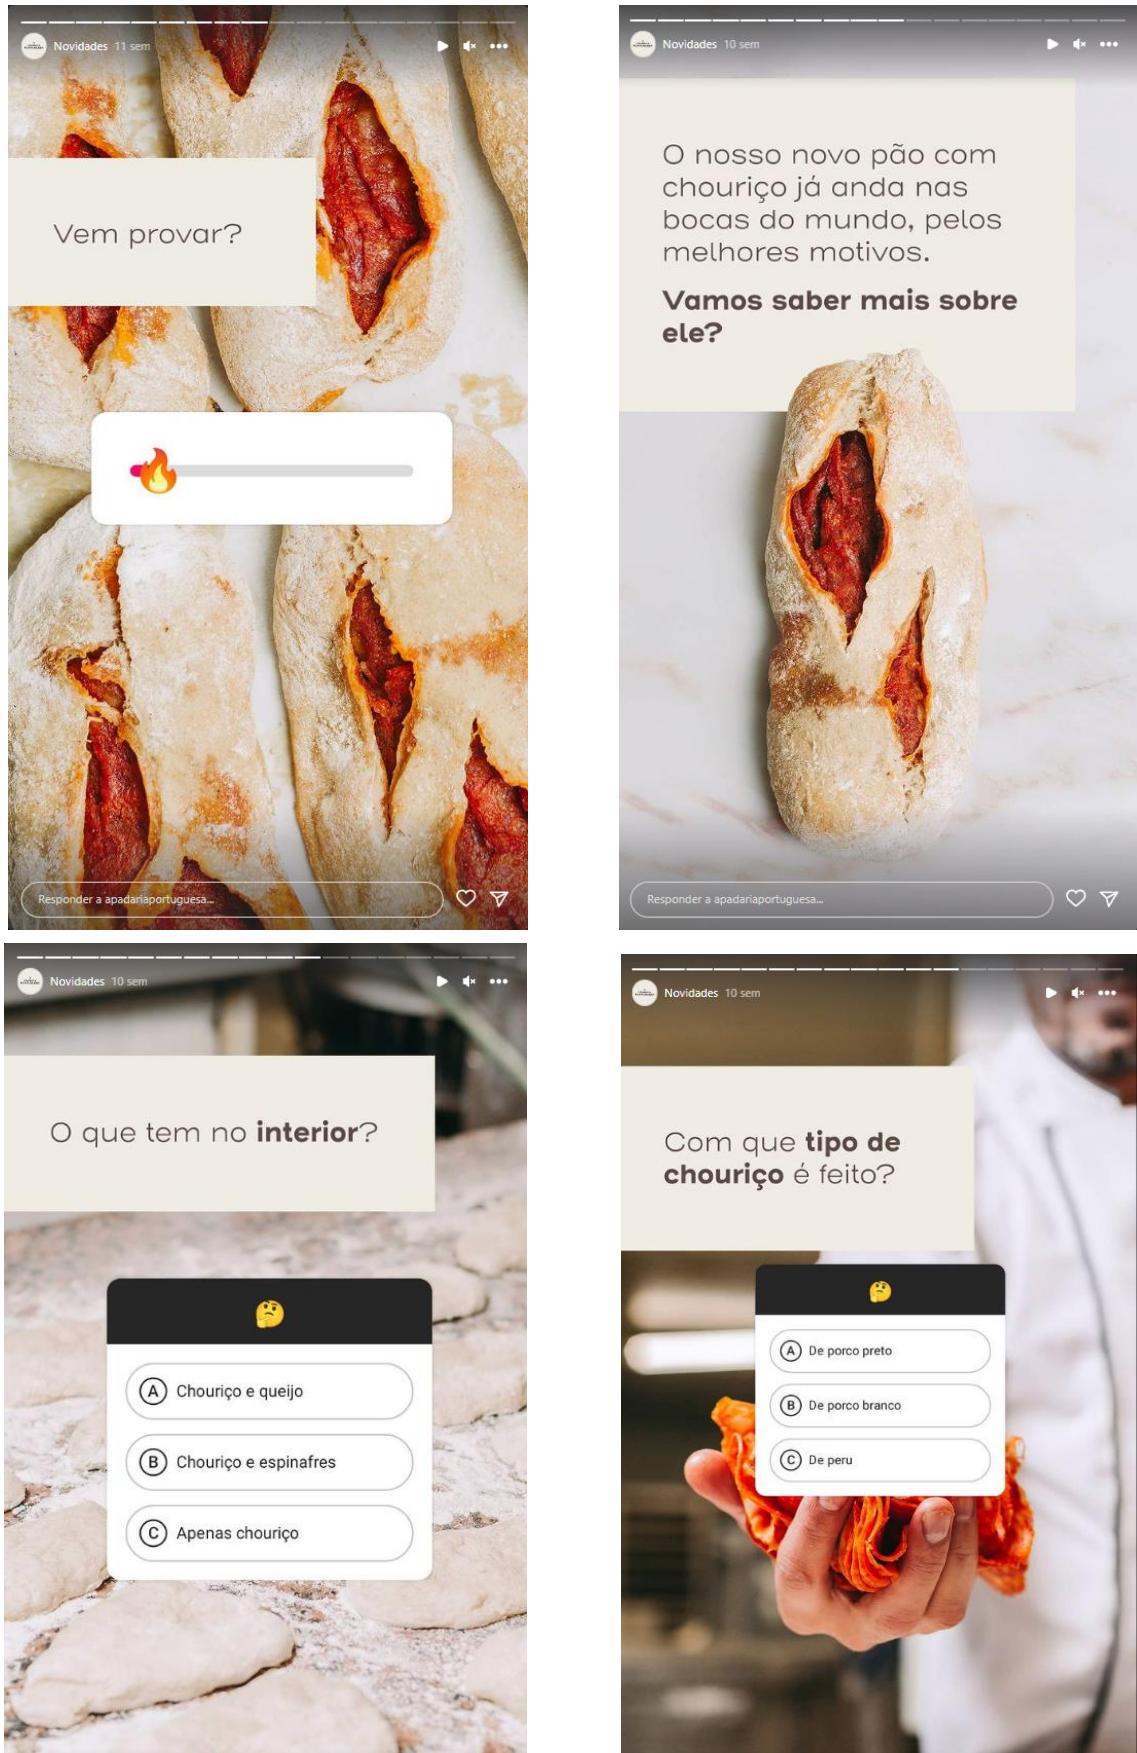 Novidades 11 sem
Vem provar?
Responder a apadariaportuguesa...
Novidades 10 sem
O nosso novo pão com
chouriço já anda nas
bocas do mundo, pelos
melhores motivos.
Vamos saber mais sobre
ele?
Responder a apadariaportuguesa...
Novidades 10 sem
O que tem no interior?
A Chouriço e queijo
B Chouriço e espinafres
C Apenas chouriço
Novidades 10 sem
Com que tipo de
chouriço é feito?
A De porco preto
B De porco branco
C De peru